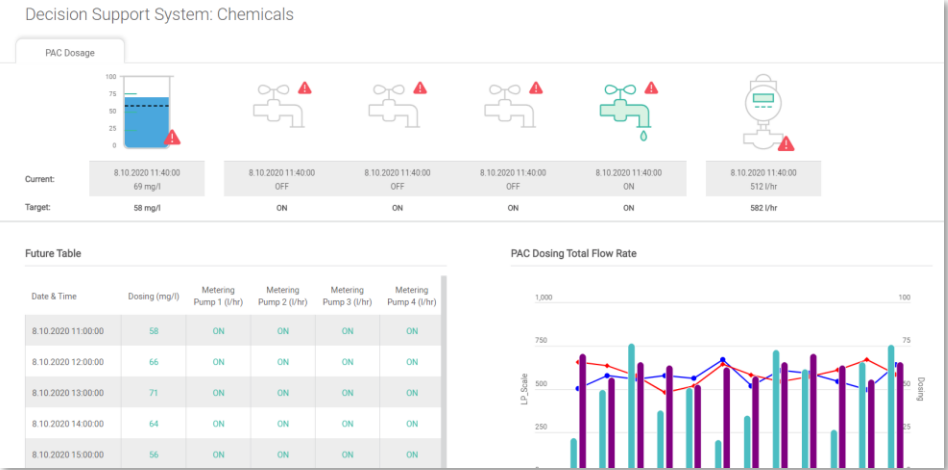 Decision Support System: Chemicals
PAC Dosage
100
75
50
25
0
Current:
8.10.2020 11:40:00
69 mg/l
8.10.2020 11:40:00
OFF
8.10.2020 11:40:00
OFF
8.10.2020 11:40:00
OFF
8.10.2020 11:40:00
ON
8.10.2020 11:40:00
512 l/hr
Target:
58 mg/l
ON
ON
ON
ON
582 l/hr
Future Table
Date & Time
Dosing (mg/l)
Metering
Pump 1 (l/hr)
Metering
Pump 2 (l/hr)
Metering
Pump 3 (l/hr)
Metering
Pump 4 (l/hr)
8.10.2020 11:00:00 58 ON ON ON ON
8.10.2020 12:00:00 66 ON ON ON ON
8.10.2020 13:00:00 71 ON ON ON ON
8.10.2020 14:00:00 64 ON ON ON ON
8.10.2020 15:00:00 56 ON ON ON ON
PAC Dosing Total Flow Rate
1,000
750
500
250
LP_Scale
100
75
50
25
Dosing